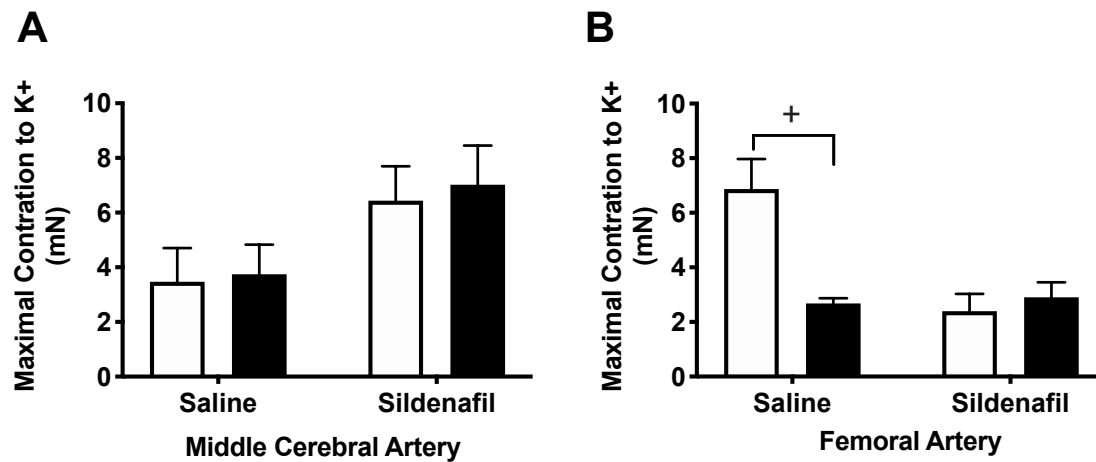 A
Maximal Contration to K+
(mN)
10
8
6
4
2
0
Saline
Sildenafil
Middle Cerebral Artery
B
Maximal Contration to K+
(mN)
10
8
6
4
2
0
+
Saline
Sildenafil
Femoral Artery